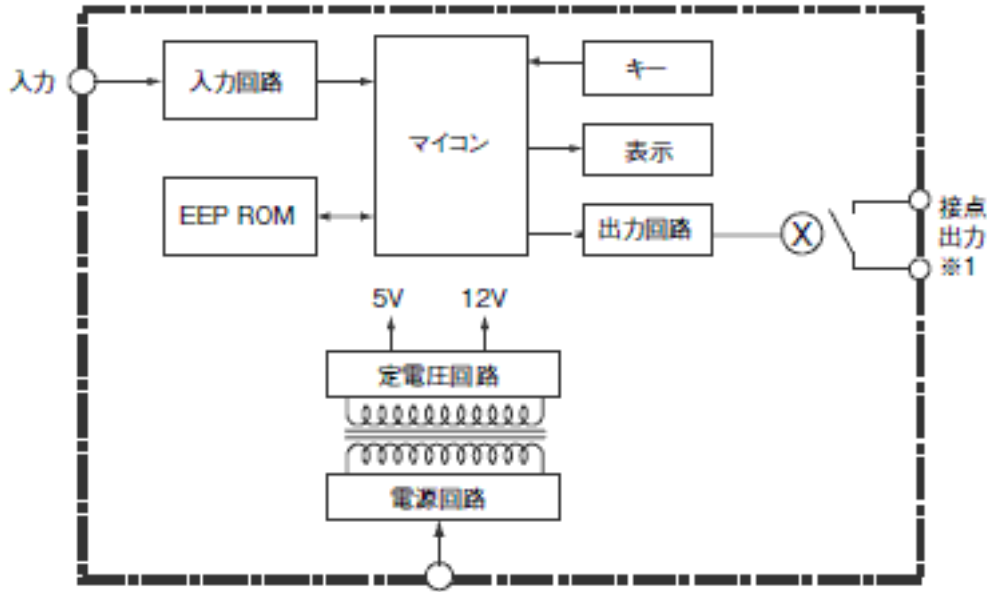 入力
入力回路
マイコン
キー
表示
EEP ROM
出力回路
X
接点
出力
※1
5V
12V
定電圧回路
電源回路